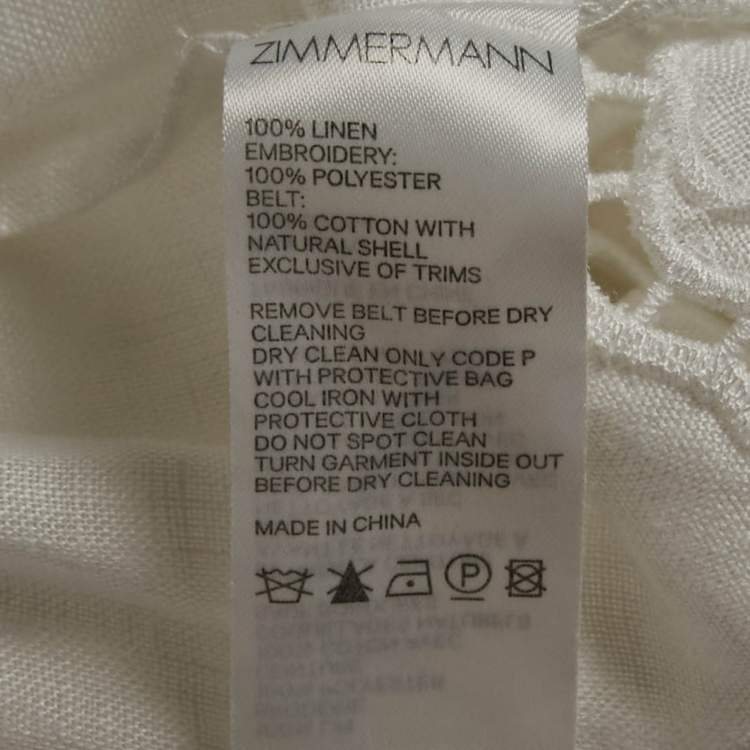 ZIMMERMANN
100% LINEN
EMBROIDERY:
100% POLYESTER
BELT:
100% COTTON WITH
NATURAL SHELL
EXCLUSIVE OF TRIMS
REMOVE BELT BEFORE DRY
CLEANING
DRY CLEAN ONLY CODE P
WITH PROTECTIVE BAG
COOL IRON WITH
PROTECTIVE CLOTH
DO NOT SPOT CLEAN
TURN GARMENT INSIDE OUT
BEFORE DRY CLEANING
MADE IN CHINA
P